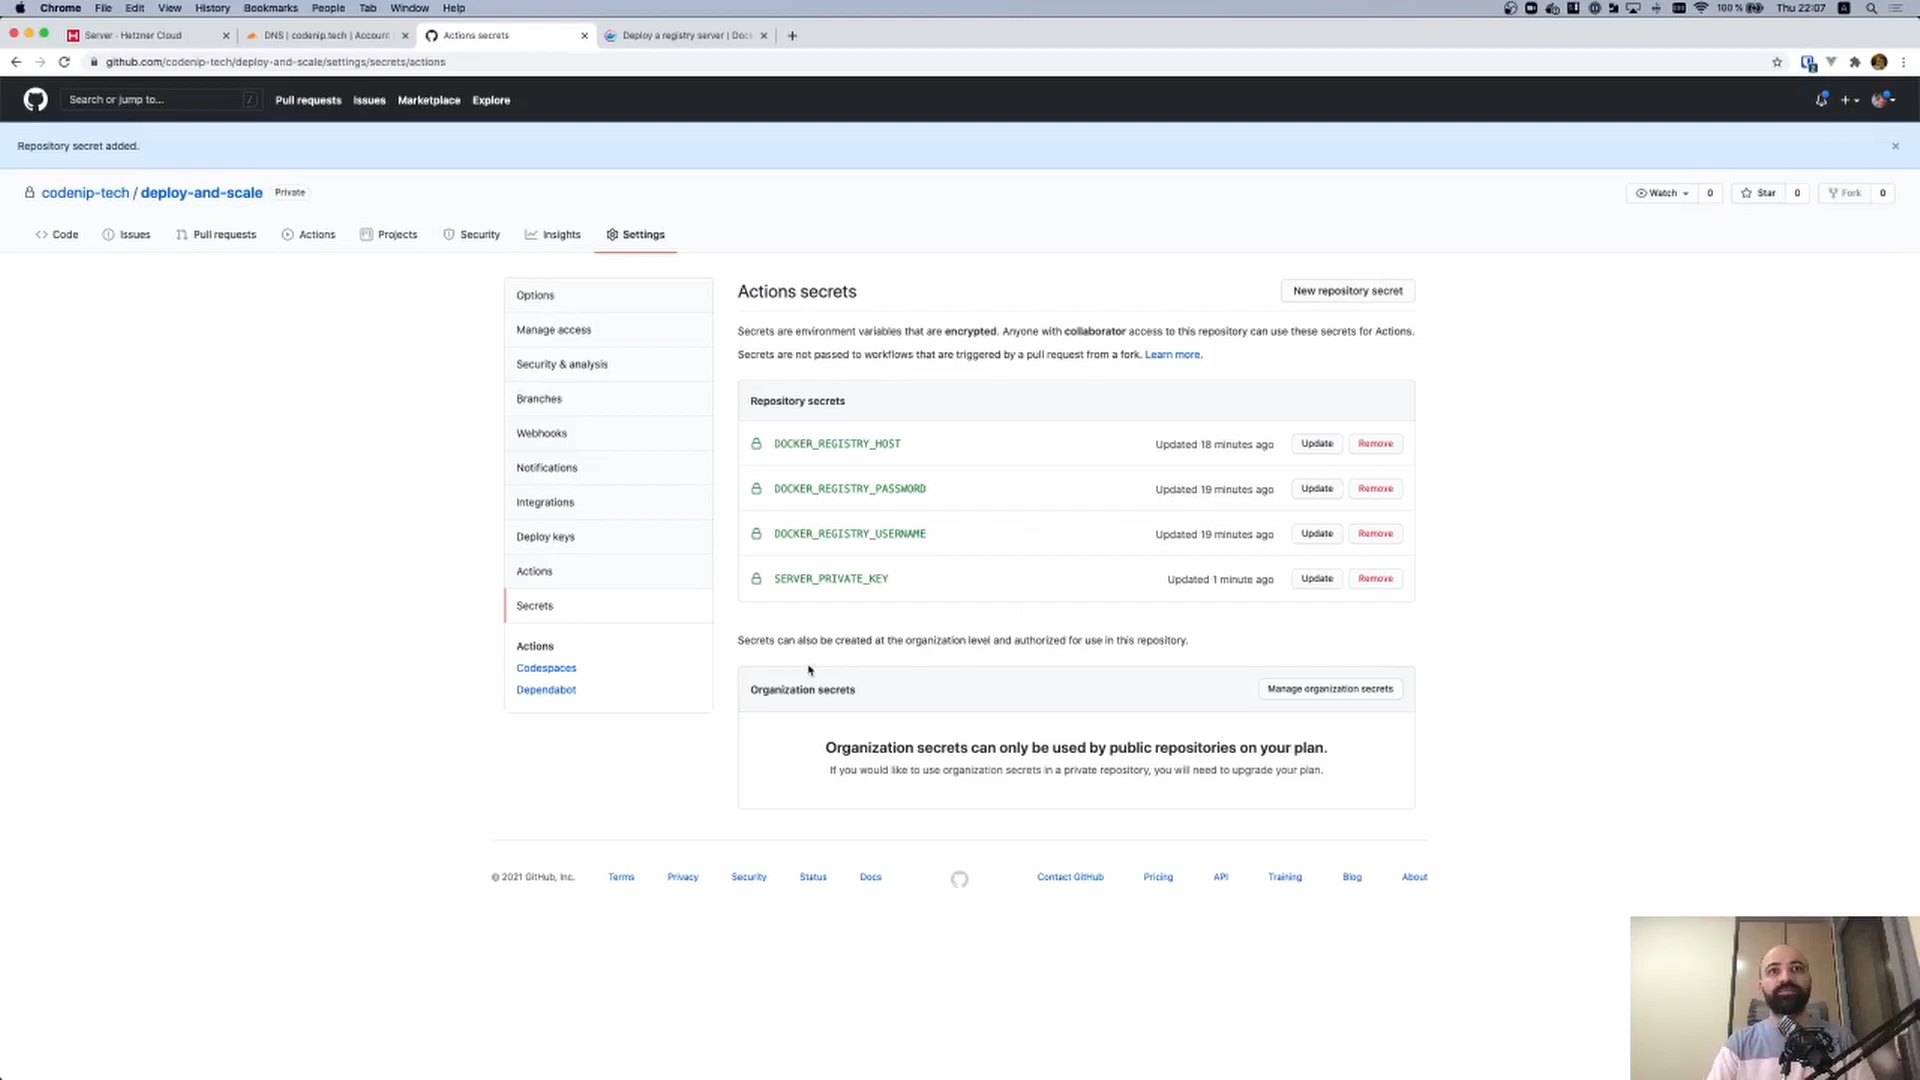 Chrome File Edit View History Bookmarks People Tab Window Help
100 % Thu 22:07
Server - Hetzner Cloud
DNS | codenip.tech | Account
Actions secrets
Deploy a registry server | Doc
github.com/codenip-tech/deploy-and-scale/settings/secrets/actions
Search or jump to... /
Pull requests Issues Marketplace Explore
Repository secret added.
codenip-tech / deploy-and-scale Private
Watch 0 Star 0 Fork 0
Code Issues Pull requests Actions Projects Security Insights Settings
Options
Manage access
Security & analysis
Branches
Webhooks
Notifications
Integrations
Deploy keys
Actions
Secrets
Actions
Codespaces
Dependabot
Actions secrets
New repository secret
Secrets are environment variables that are encrypted. Anyone with collaborator access to this repository can use these secrets for Actions.
Secrets are not passed to workflows that are triggered by a pull request from a fork. Learn more.
Repository secrets
DOCKER_REGISTRY_HOST Updated 18 minutes ago Update Remove
DOCKER_REGISTRY_PASSWORD Updated 19 minutes ago Update Remove
DOCKER_REGISTRY_USERNAME Updated 19 minutes ago Update Remove
SERVER_PRIVATE_KEY Updated 1 minute ago Update Remove
Secrets can also be created at the organization level and authorized for use in this repository.
Organization secrets Manage organization secrets
Organization secrets can only be used by public repositories on your plan.
If you would like to use organization secrets in a private repository, you will need to upgrade your plan.
© 2021 GitHub, Inc. Terms Privacy Security Status Docs Contact GitHub Pricing API Training Blog About